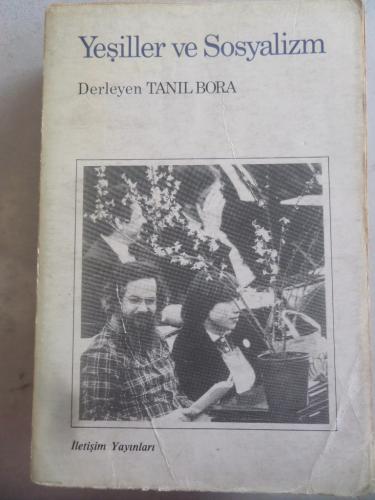 Yeşiller ve Sosyalizm
Derleyen TANIL BORA
İletişim Yayınları